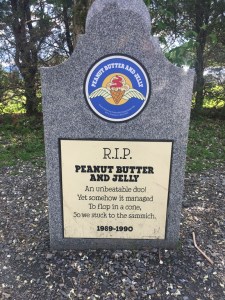 PEANUT BUTTER AND JELLY
R.I.P.
PEANUT BUTTER
AND JELLY
An unbeatable duo!
Yet somehow it managed
To flop in a cone,
So we stuck to the sammich.
1989-1990